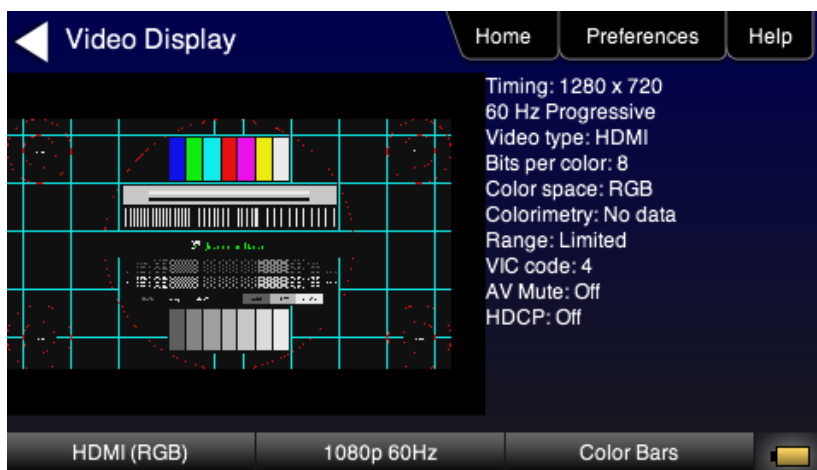 Video Display
Home
Preferences
Help
Timing: 1280 x 720
60 Hz Progressive
Video type: HDMI
Bits per color: 8
Color space: RGB
Colorimetry: No data
Range: Limited
VIC code: 4
AV Mute: Off
HDCP: Off
HDMI (RGB)
1080p 60Hz
Color Bars